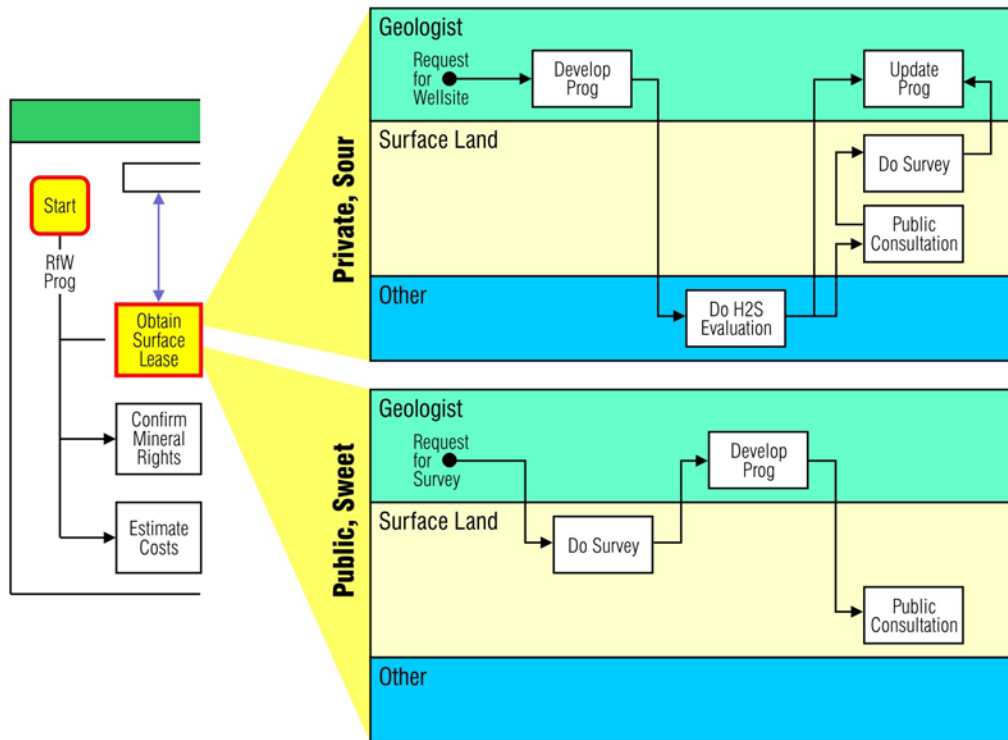 Start
RfW
Prog
Obtain
Surface
Lease
Confirm
Mineral
Rights
Estimate
Costs
Private, Sour
Geologist
Request
for
Wellsite
Develop
Prog
Update
Prog
Surface Land
Do Survey
Public
Consultation
Other
Do H2S
Evaluation
Public, Sweet
Geologist
Request
for
Survey
Develop
Prog
Surface Land
Do Survey
Public
Consultation
Other